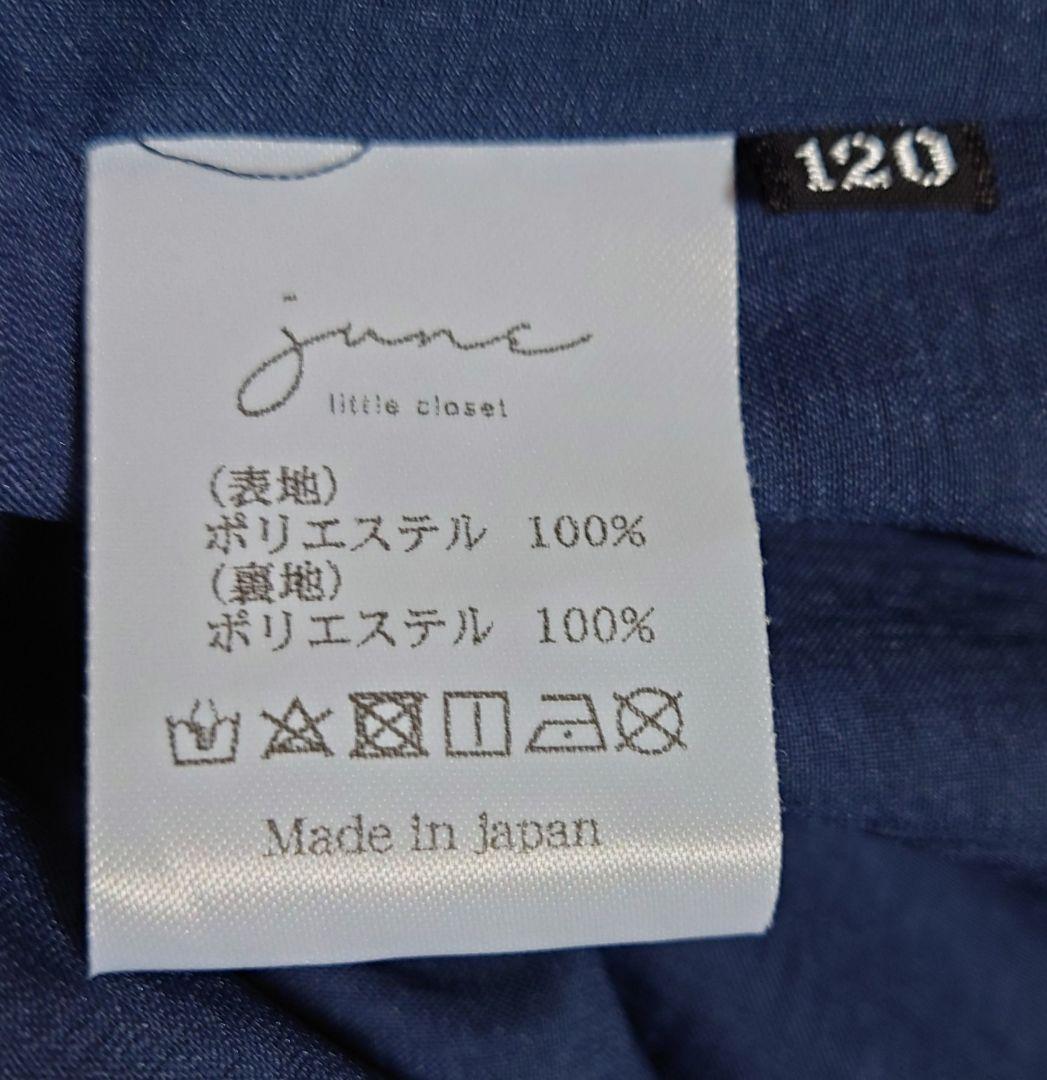 120
june
little closet
(表地)
ポリエステル 100%
(裏地)
ポリエステル 100%
Made in japan